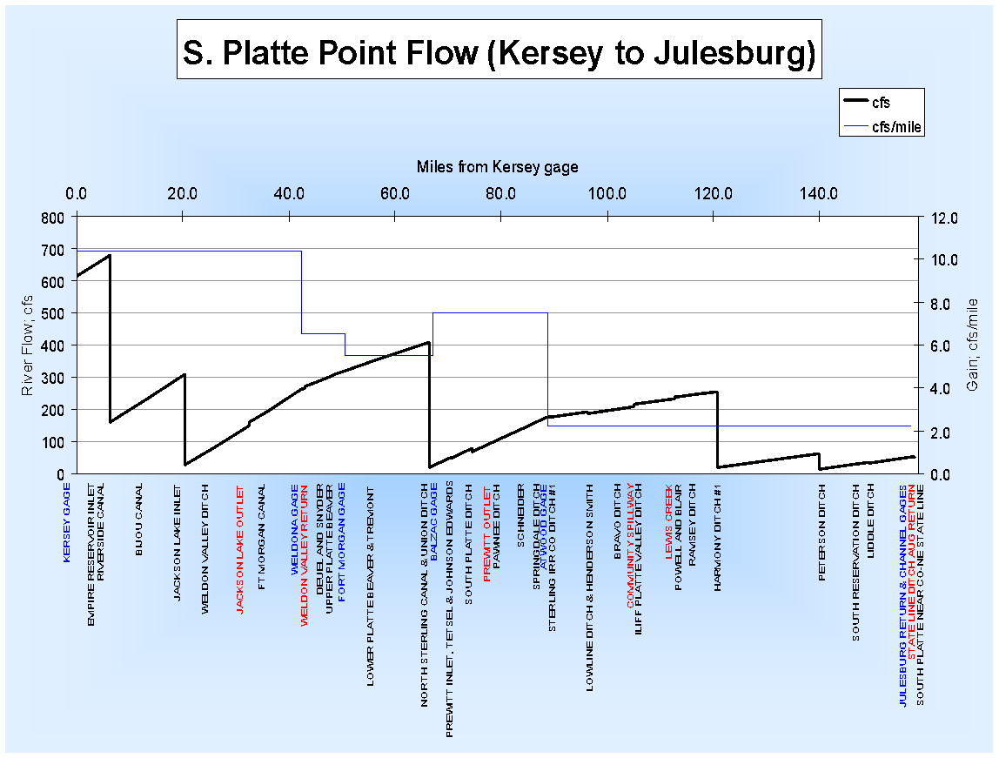 S. Platte Point Flow (Kersey to Julesburg)
cfs
cfs/mile
Miles from Kersey gage
0.0 20.0 40.0 60.0 80.0 100.0 120.0 140.0
800
700
600
500
400
300
200
100
0
River Flow; cfs
12.0
10.0
8.0
6.0
4.0
2.0
0.0
Gain; cfs/mile
KERSEY GAGE
EMPIRE RESERVOIR INLET
RIVERSIDE CANAL
BIJOU CANAL
JACKSON LAKE INLET
WELDON VALLEY DITCH
JACKSON LAKE OUTLET
FT MORGAN CANAL
WELDONA GAGE
WELDON VALLEY RETURN
DEUEL AND SNYDER
UPPER PLATTE BEAVER
FORT MORGAN GAGE
LOWER PLATTE BEAVER & TREMONT
NORTH STERLING CANAL & UNION DITCH
BALZAC GAGE
PREWITT INLET, TETSEL & JOHNSON EDWARDS
SOUTH PLATTE DITCH
PREWITT OUTLET
PAWNEE DITCH
SCHNEIDER
SPRINGDALE DITCH
ATWOOD GAGE
STERLING IRR CO DITCH #1
LOWLINE DITCH & HENDERSON SMITH
BRAVO DITCH
COMMUNITY SPILLWAY
ILIFF PLATTE VALLEY DITCH
LEWIS CREEK
POWELL AND BLAIR
RAMSEY DITCH
HARMONY DITCH #1
PETERSON DITCH
SOUTH RESERVATION DITCH
LIDDLE DITCH
JULESBURG RETURN & CHANNEL GAGES
STATE LINE DITCH AUG RETURN
SOUTH PLATTE NEAR CO-NE STATE LINE